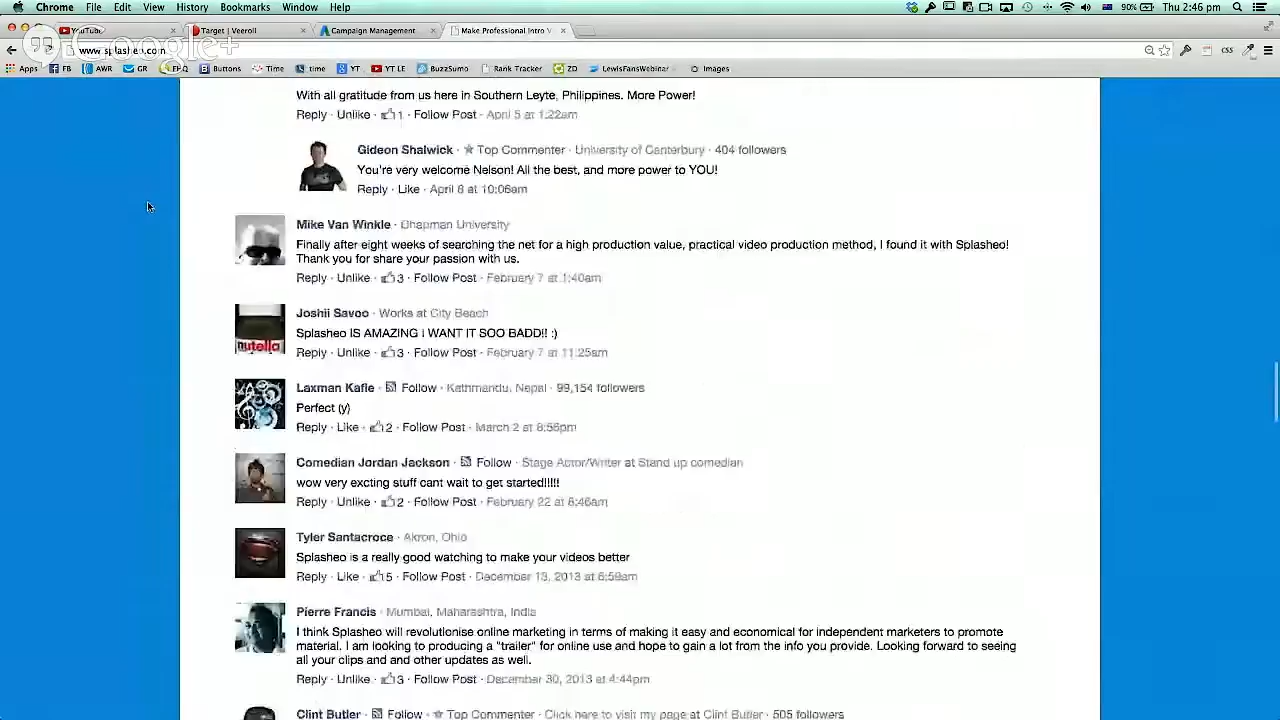 Chrome File Edit View History Bookmarks Window Help 90% Thu 2:46 pm
YouTube Target | Veeroll Campaign Management Make Professional Intro V
www.splasheo.com
Google+
Apps FB AWR GR FFQ Buttons Time time YT YT LE BuzzSumo Rank Tracker ZD LewisFansWebinar Images CSS
With all gratitude from us here in Southern Leyte, Philippines. More Power!
Reply · Unlike · 1 · Follow Post · April 5 at 1:22am
Gideon Shalwick · Top Commenter · University of Canterbury · 404 followers
You're very welcome Nelson! All the best, and more power to YOU!
Reply · Like · April 8 at 10:06am
Mike Van Winkle · Chapman University
Finally after eight weeks of searching the net for a high production value, practical video production method, I found it with Splasheo!
Thank you for share your passion with us.
Reply · Unlike · 3 · Follow Post · February 7 at 1:40am
Joshii Savoo · Works at City Beach
Splasheo IS AMAZING i WANT IT SOO BADD!! :)
Reply · Unlike · 3 · Follow Post · February 7 at 11:25am
nutella
Laxman Kafle · Follow · Kathmandu, Nepal · 99,154 followers
Perfect (y)
Reply · Like · 2 · Follow Post · March 2 at 8:56pm
Comedian Jordan Jackson · Follow · Stage Actor/Writer at Stand up comedian
wow very excting stuff cant wait to get started!!!!!
Reply · Unlike · 2 · Follow Post · February 22 at 8:46am
Tyler Santacroce · Akron, Ohio
Splasheo is a really good watching to make your videos better
Reply · Like · 5 · Follow Post · December 13, 2013 at 6:59am
Pierre Francis · Mumbai, Maharashtra, India
I think Splasheo will revolutionise online marketing in terms of making it easy and economical for independent marketers to promote
material. I am looking to producing a "trailer" for online use and hope to gain a lot from the info you provide. Looking forward to seeing
all your clips and and other updates as well.
Reply · Unlike · 3 · Follow Post · December 30, 2013 at 4:44pm
Clint Butler · Follow · Top Commenter · Click here to visit my page at Clint Butler · 505 followers